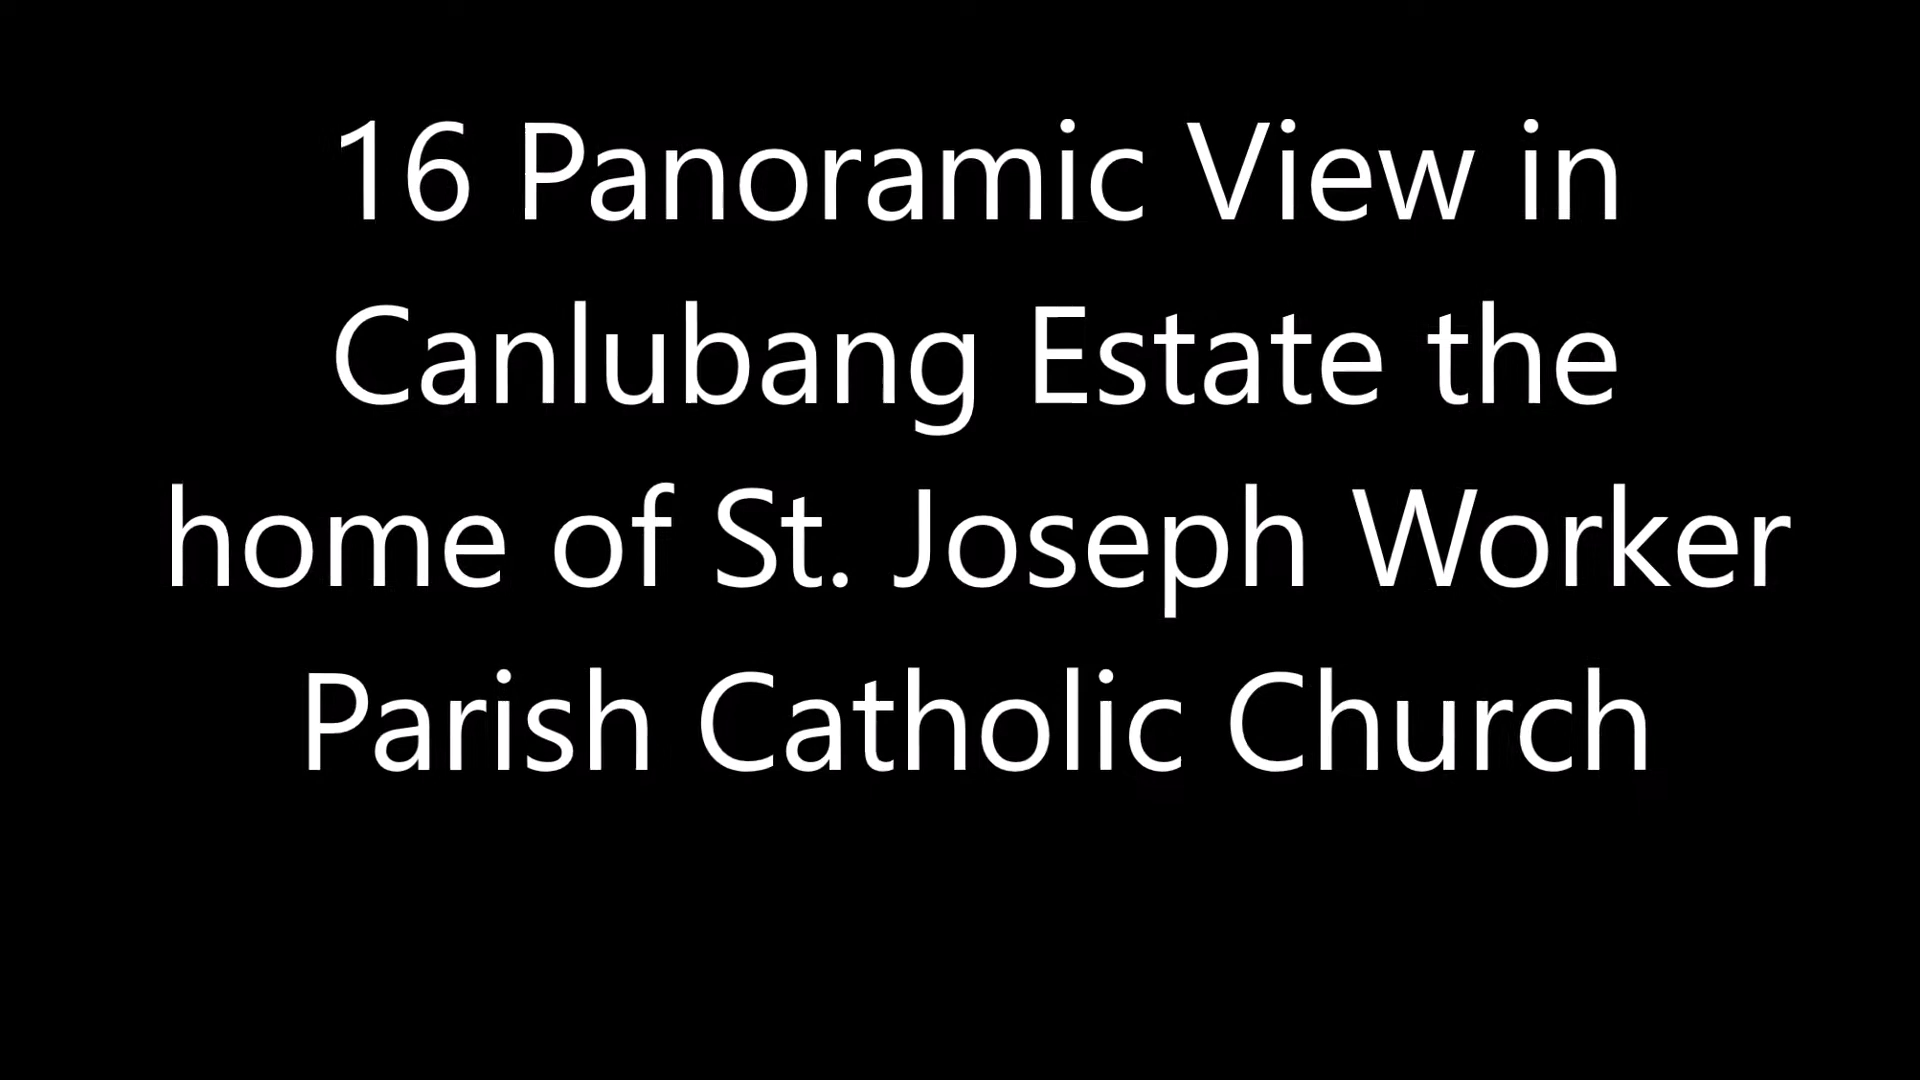 16 Panoramic View in
Canlubang Estate the
home of St. Joseph Worker
Parish Catholic Church